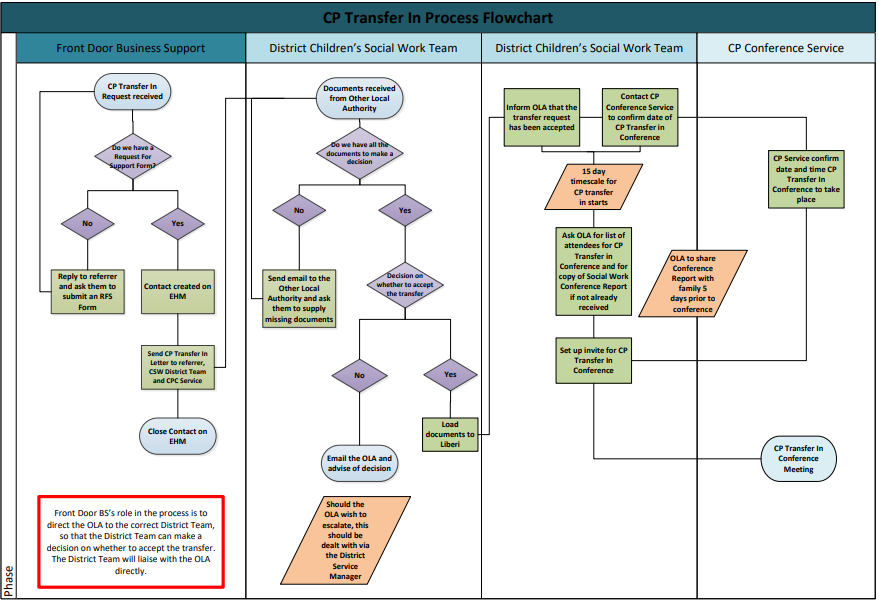 CP Transfer In Process Flowchart
Front Door Business Support
District Children's Social Work Team
District Children's Social Work Team
CP Conference Service
Phase
CP Transfer In
Request received
Do we have a
Request For
Support Form?
No
Yes
Reply to referrer
and ask them to
submit an RFS
Form
Contact created on
EHM
Send CP Transfer In
Letter to referrer,
CSW District Team
and CPC Service
Close Contact on
EHM
Front Door BS's role in the process is to
direct the OLA to the correct District Team,
so that the District Team can make a
decision on whether to accept the transfer.
The District Team will liaise with the OLA
directly.
Documents received
from Other Local
Authority
Do we have all the
documents to make a
decision
No
Yes
Send email to the
Other Local
Authority and ask
them to supply
missing documents
Decision on
whether to accept
the transfer
No
Yes
Load
documents to
Liberi
Email the OLA and
advise of decision
Should the
OLA wish to
escalate, this
should be
dealt with via
the District
Service
Manager
Inform OLA that the
transfer request
has been accepted
Contact CP
Conference Service
to confirm date of
CP Transfer in
Conference
15 day
timescale for
CP transfer
in starts
Ask OLA for list of
attendees for CP
Transfer in
Conference and for
copy of Social Work
Conference Report
if not already
received
Set up invite for CP
Transfer In
Conference
OLA to share
Conference
Report with
family 5
days prior to
conference
CP Service confirm
date and time CP
Transfer In
Conference to take
place
CP Transfer In
Conference
Meeting